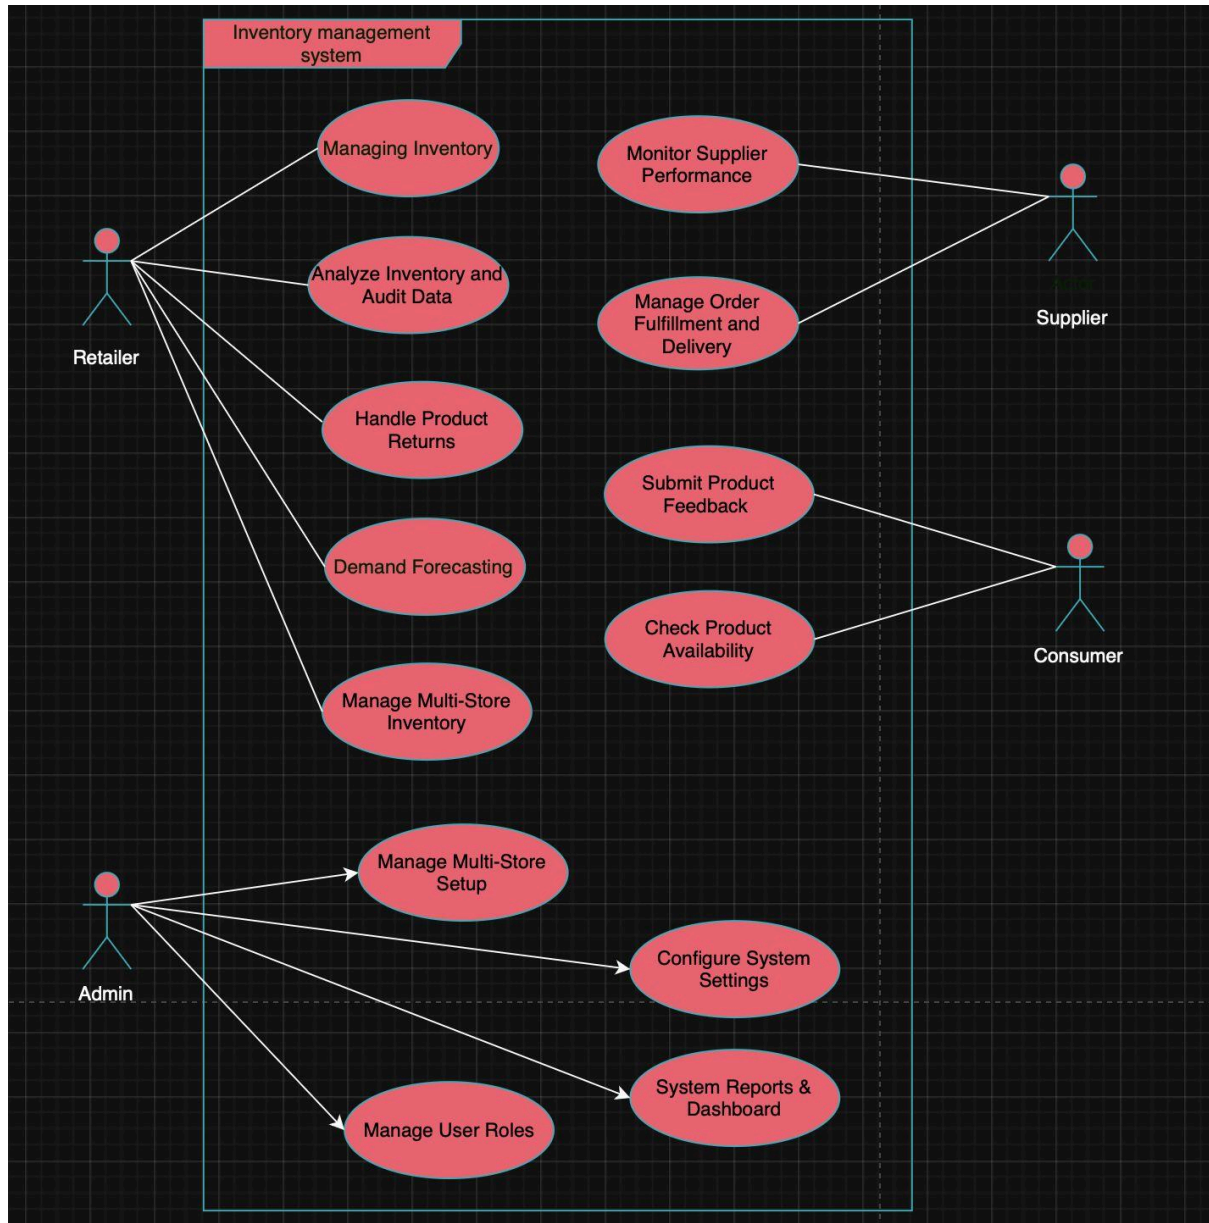 Inventory management
system
Managing Inventory
Analyze Inventory and
Audit Data
Handle Product
Returns
Demand Forecasting
Manage Multi-Store
Inventory
Retailer
Monitor Supplier
Performance
Manage Order
Fulfillment and
Delivery
Supplier
Submit Product
Feedback
Check Product
Availability
Consumer
Manage Multi-Store
Setup
Configure System
Settings
System Reports &
Dashboard
Manage User Roles
Admin